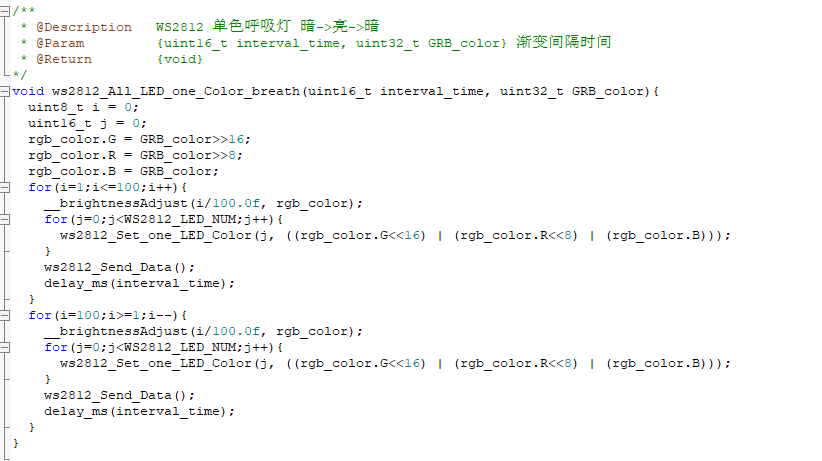 /**
 * @Description   WS2812 单色呼吸灯 暗->亮->暗
 * @Param         {uint16_t interval_time, uint32_t GRB_color} 渐变间隔时间
 * @Return        {void}
*/
void ws2812_All_LED_one_Color_breath(uint16_t interval_time, uint32_t GRB_color){
  uint8_t i = 0;
  uint16_t j = 0;
  rgb_color.G = GRB_color>>16;
  rgb_color.R = GRB_color>>8;
  rgb_color.B = GRB_color;
  for(i=1;i<=100;i++){
    __brightnessAdjust(i/100.0f, rgb_color);
    for(j=0;j<WS2812_LED_NUM;j++){
      ws2812_Set_one_LED_Color(j, ((rgb_color.G<<16) | (rgb_color.R<<8) | (rgb_color.B)));
    }
    ws2812_Send_Data();
    delay_ms(interval_time);
  }
  for(i=100;i>=1;i--){
    __brightnessAdjust(i/100.0f, rgb_color);
    for(j=0;j<WS2812_LED_NUM;j++){
      ws2812_Set_one_LED_Color(j, ((rgb_color.G<<16) | (rgb_color.R<<8) | (rgb_color.B)));
    }
    ws2812_Send_Data();
    delay_ms(interval_time);
  }
}